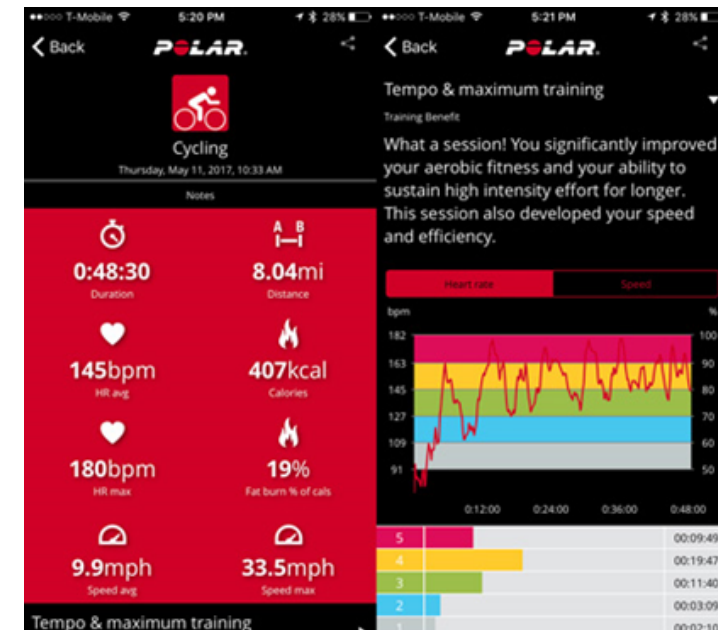 T-Mobile 5:20 PM 28%
Back POLAR.
Cycling
Thursday, May 11, 2017, 10:33 AM
Notes
A B
0:48:30 8.04mi
Duration Distance
145bpm 407kcal
HR avg Calories
180bpm 19%
HR max Fat burn % of cals
9.9mph 33.5mph
Speed avg Speed max
Tempo & maximum training
T-Mobile 5:21 PM 28%
Back POLAR.
Tempo & maximum training
Training Benefit
What a session! You significantly improved
your aerobic fitness and your ability to
sustain high intensity effort for longer.
This session also developed your speed
and efficiency.
Heart rate Speed
bpm %
182 100
163 90
145 80
127 70
109 60
91 50
0:12:00 0:24:00 0:36:00 0:48:00
5 00:09:49
4 00:19:47
3 00:11:40
2 00:03:09
1 00:02:10